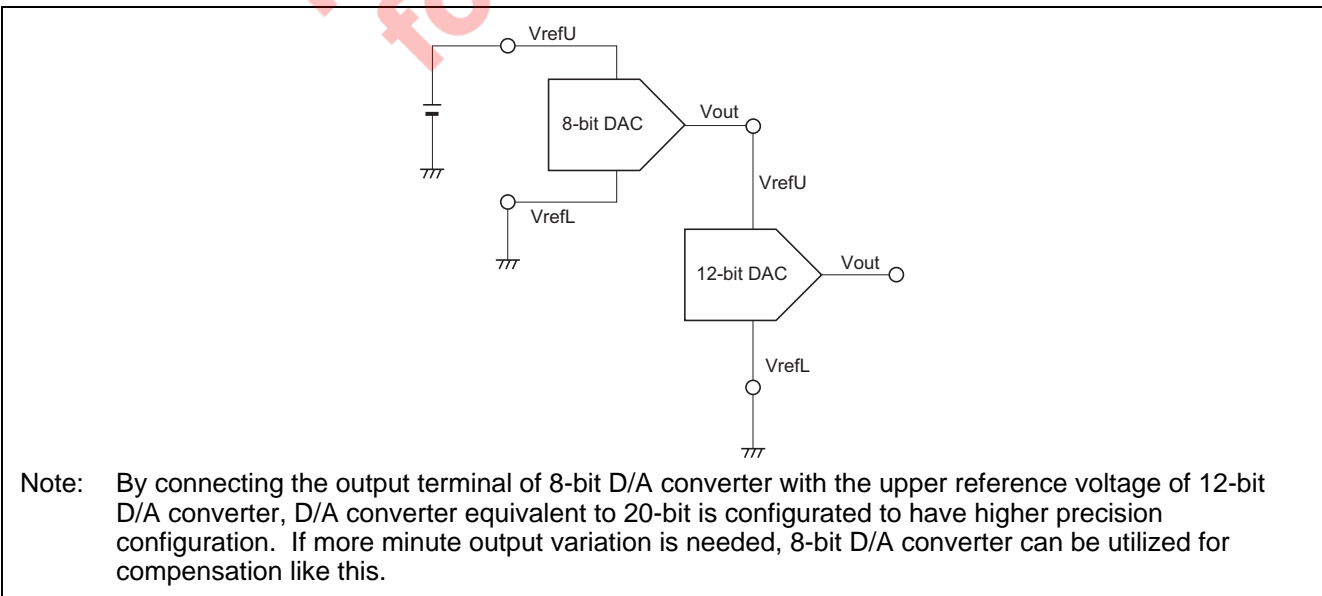 VrefU
8-bit DAC
Vout
VrefU
VrefL
12-bit DAC
Vout
VrefL
Note: By connecting the output terminal of 8-bit D/A converter with the upper reference voltage of 12-bit
D/A converter, D/A converter equivalent to 20-bit is configurated to have higher precision
configuration. If more minute output variation is needed, 8-bit D/A converter can be utilized for
compensation like this.